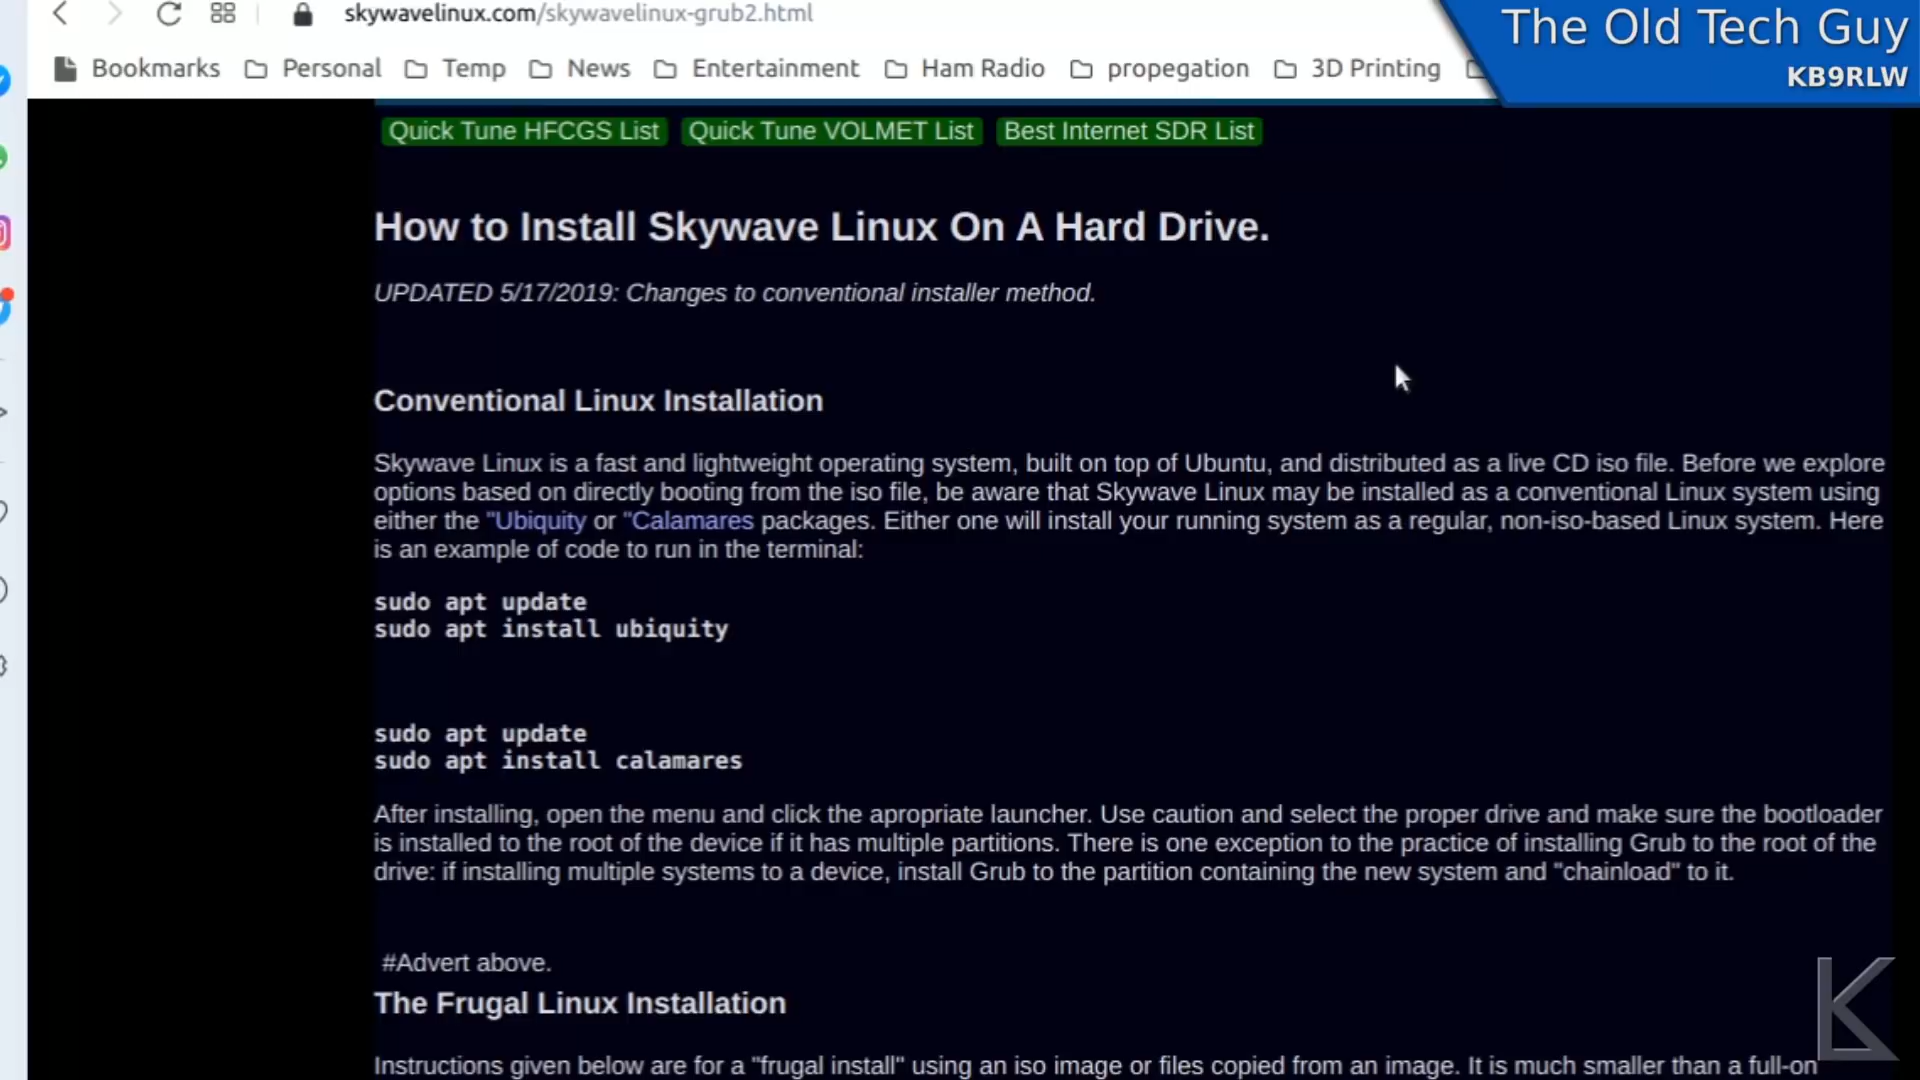 skywavelinux.com/skywavelinux-grub2.html
The Old Tech Guy
KB9RLW
Bookmarks Personal Temp News Entertainment Ham Radio propegation 3D Printing
Quick Tune HFCGS List Quick Tune VOLMET List Best Internet SDR List
How to Install Skywave Linux On A Hard Drive.
UPDATED 5/17/2019: Changes to conventional installer method.
Conventional Linux Installation
Skywave Linux is a fast and lightweight operating system, built on top of Ubuntu, and distributed as a live CD iso file. Before we explore
options based on directly booting from the iso file, be aware that Skywave Linux may be installed as a conventional Linux system using
either the "Ubiquity or "Calamares packages. Either one will install your running system as a regular, non-iso-based Linux system. Here
is an example of code to run in the terminal:
sudo apt update
sudo apt install ubiquity
sudo apt update
sudo apt install calamares
After installing, open the menu and click the apropriate launcher. Use caution and select the proper drive and make sure the bootloader
is installed to the root of the device if it has multiple partitions. There is one exception to the practice of installing Grub to the root of the
drive: if installing multiple systems to a device, install Grub to the partition containing the new system and "chainload" to it.
#Advert above.
The Frugal Linux Installation
Instructions given below are for a "frugal install" using an iso image or files copied from an image. It is much smaller than a full-on
K